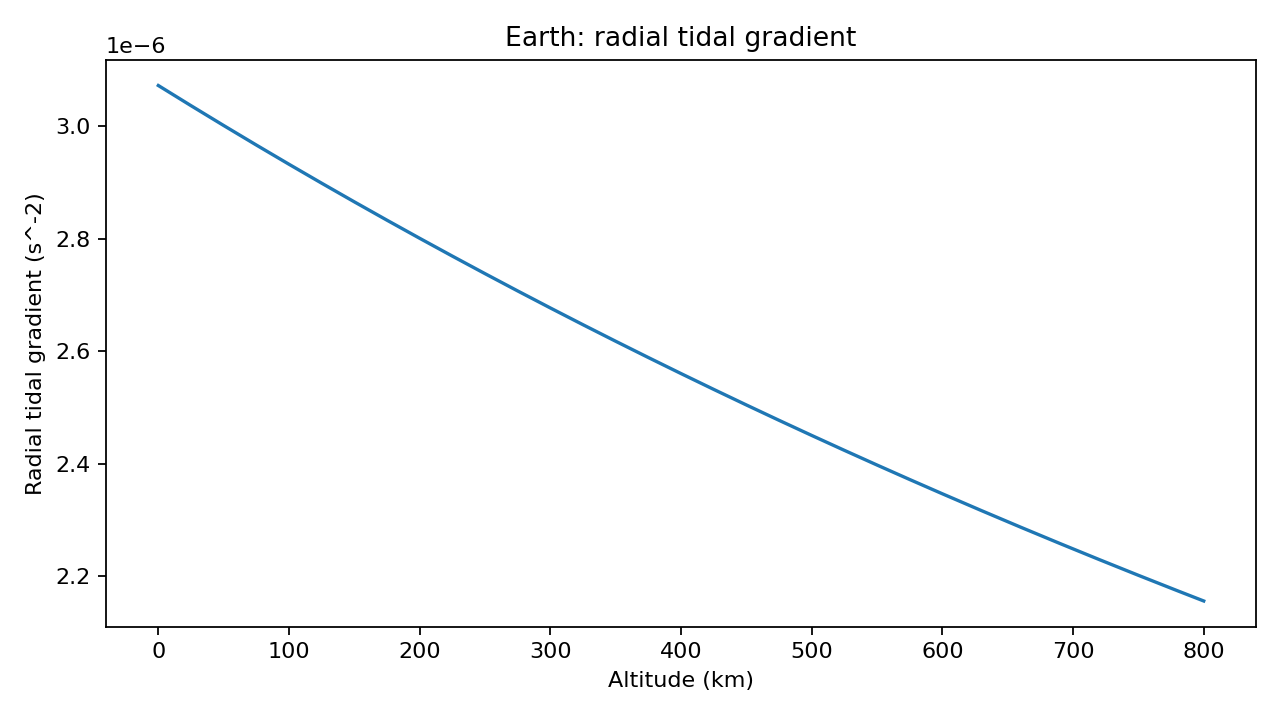 Earth: radial tidal gradient
1e−6
3.0
2.8
2.6
2.4
2.2
Radial tidal gradient (s^-2)
0 100 200 300 400 500 600 700 800
Altitude (km)